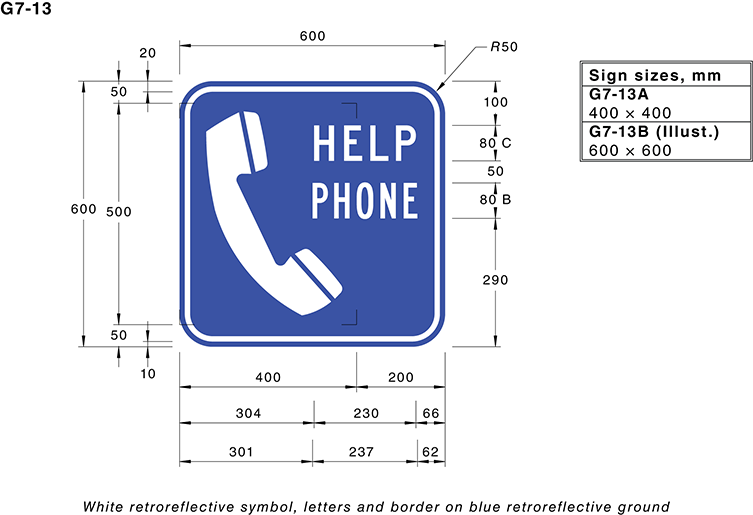 G7-13
600
R50
20
50
600
500
50
10
HELP
PHONE
100
80 C
50
80 B
290
400
200
304
230
66
301
237
62
Sign sizes, mm
G7-13A
400 × 400
G7-13B (Illust.)
600 × 600
White retroreflective symbol, letters and border on blue retroreflective ground